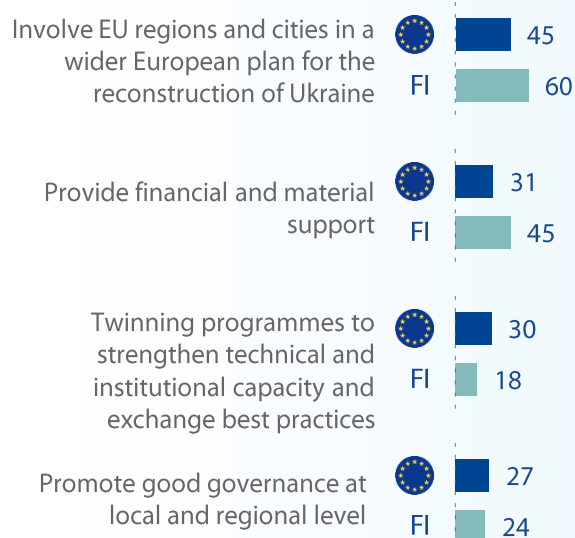 Involve EU regions and cities in a
wider European plan for the
reconstruction of Ukraine
45
FI
60
Provide financial and material
support
31
FI
45
Twinning programmes to
strengthen technical and
institutional capacity and
exchange best practices
30
FI
18
Promote good governance at
local and regional level
27
FI
24